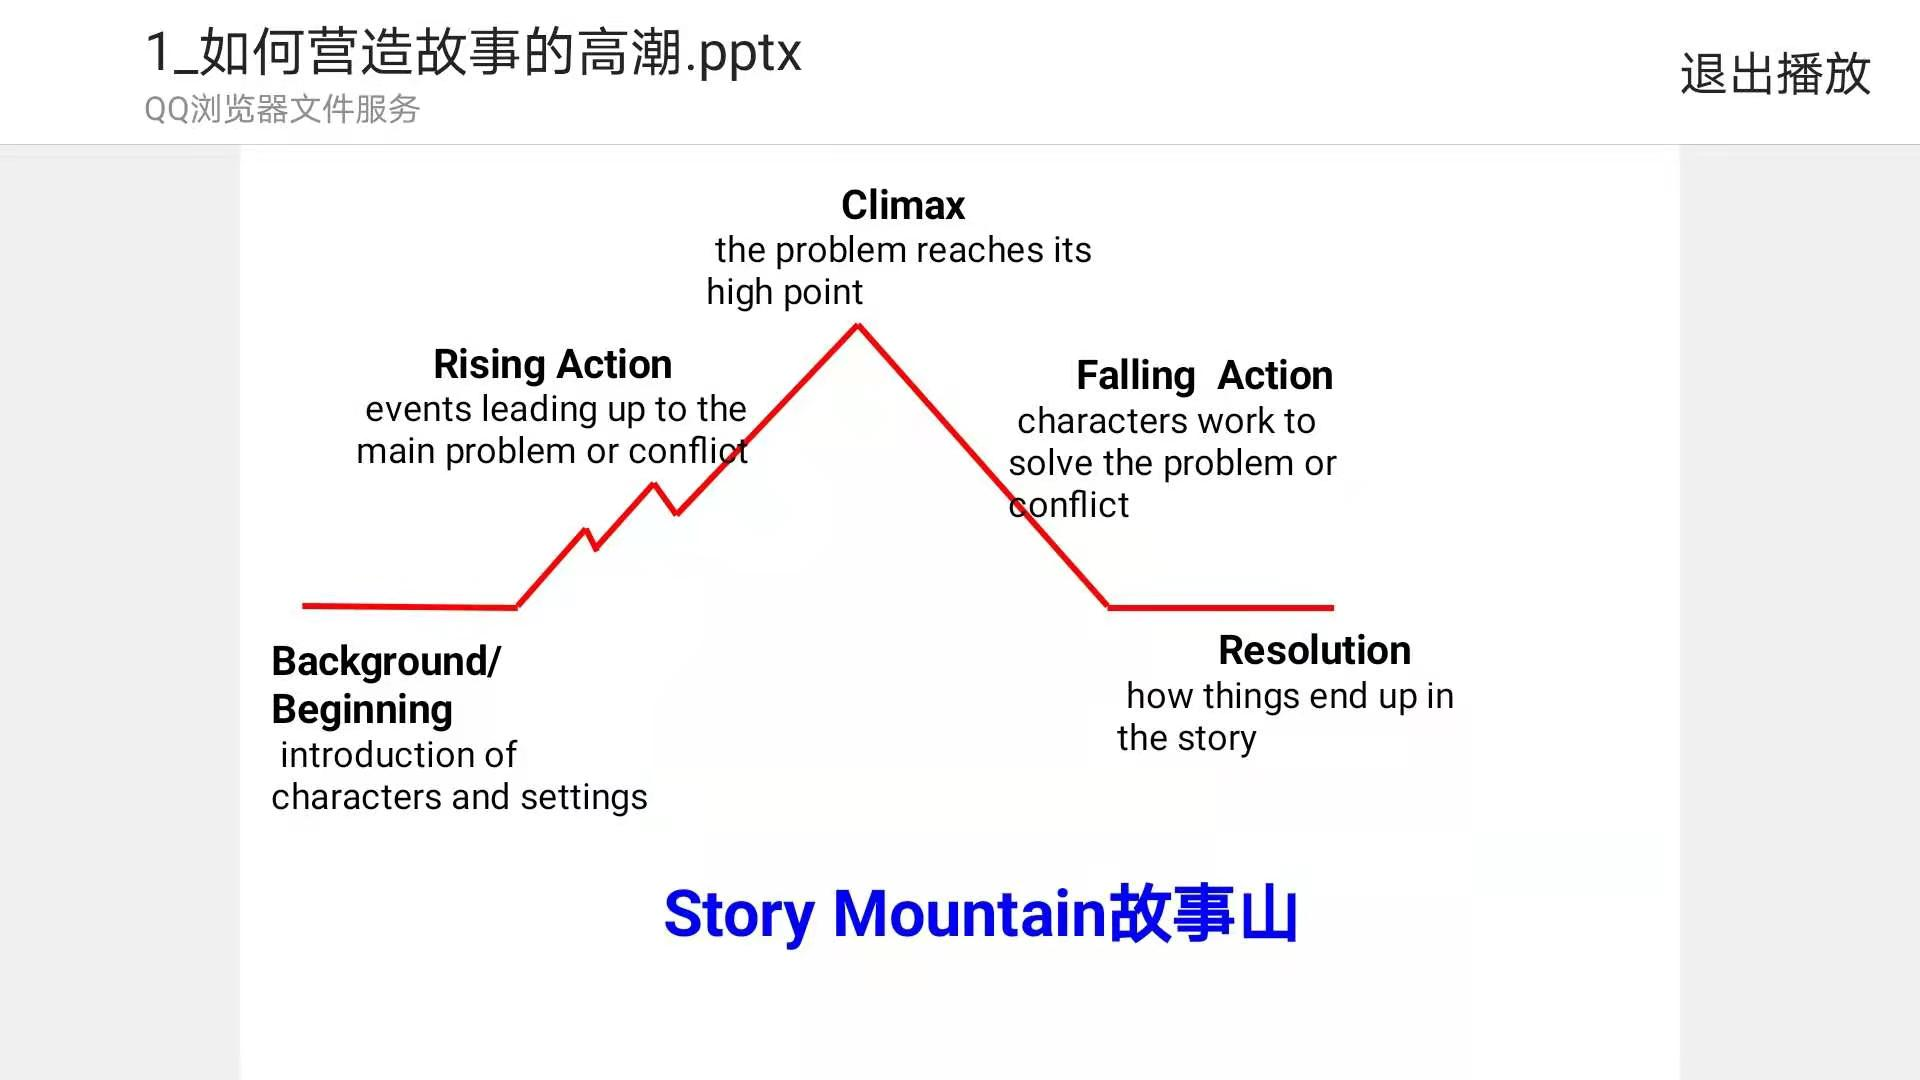 1_如何营造故事的高潮.pptx
QQ浏览器文件服务
退出播放
Climax
the problem reaches its
high point
Rising Action
events leading up to the
main problem or conflict
Falling Action
characters work to
solve the problem or
conflict
Background/
Beginning
introduction of
characters and settings
Resolution
how things end up in
the story
Story Mountain故事山